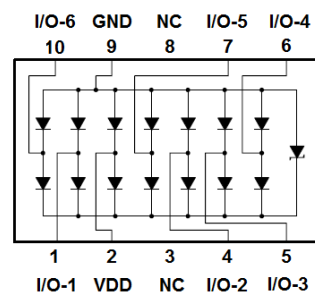 I/O-6 GND NC I/O-5 I/O-4
10 9 8 7 6
1 2 3 4 5
I/O-1 VDD NC I/O-2 I/O-3